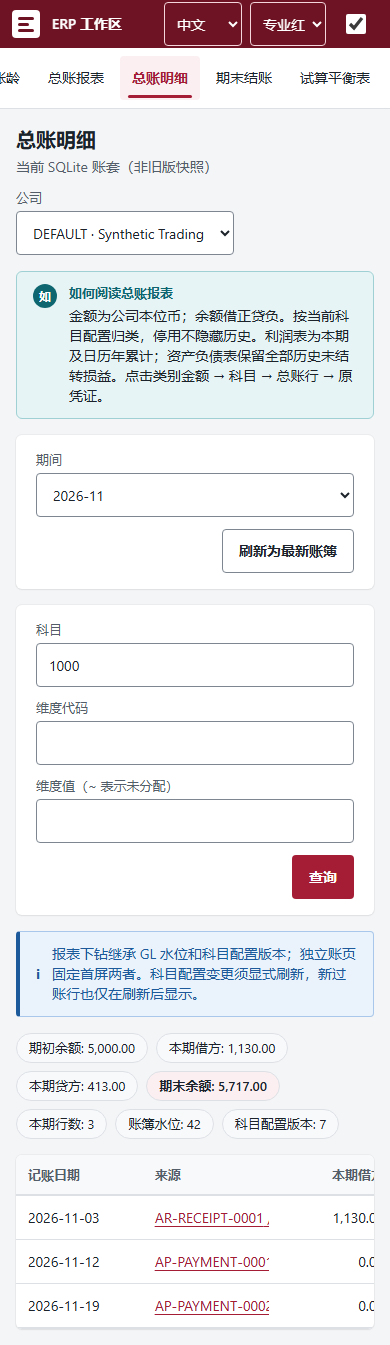 ERP 工作区
中文
专业红
账龄
总账报表
总账明细
期末结账
试算平衡表
总账明细
当前 SQLite 账套（非旧版快照）
公司
DEFAULT · Synthetic Trading
如
如何阅读总账报表
金额为公司本位币；余额借正贷负。按当前科
目配置归类，停用不隐藏历史。利润表为本期
及日历年累计；资产负债表保留全部历史未结
转损益。点击类别金额 → 科目 → 总账行 → 原
凭证。
期间
2026-11
刷新为最新账簿
科目
1000
维度代码
维度值（~ 表示未分配）
查询
i
报表下钻继承 GL 水位和科目配置版本；独立账页
固定首屏两者。科目配置变更须显式刷新，新过
账行也仅在刷新后显示。
期初余额: 5,000.00
本期借方: 1,130.00
本期贷方: 413.00
期末余额: 5,717.00
本期行数: 3
账簿水位: 42
科目配置版本: 7
记账日期 来源 本期借方
2026-11-03 AR-RECEIPT-0001 1,130.0
2026-11-12 AP-PAYMENT-0001 0.0
2026-11-19 AP-PAYMENT-0002 0.0